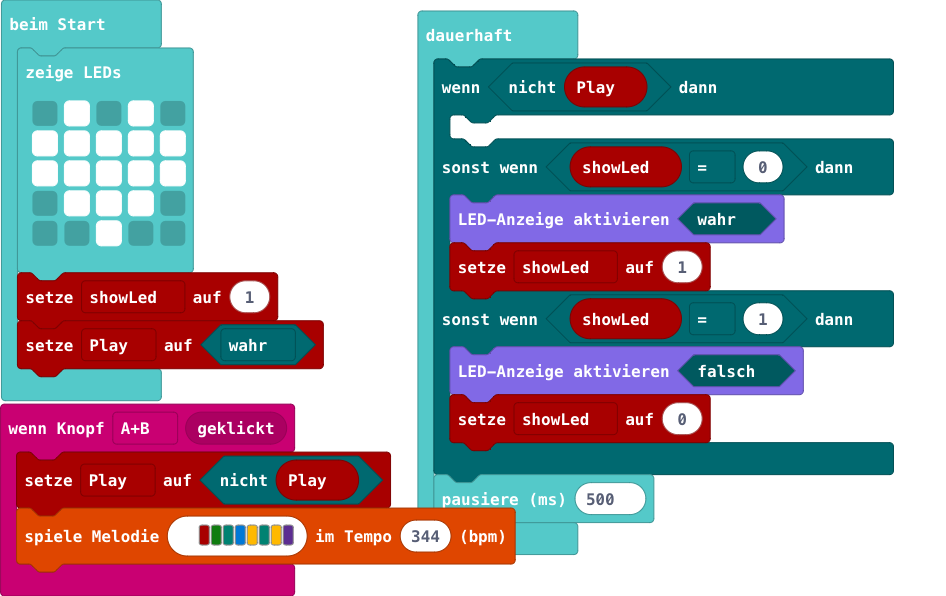 beim Start
zeige LEDs
setze showLed auf 1
setze Play auf wahr
wenn Knopf A+B geklickt
setze Play auf nicht Play
spiele Melodie im Tempo 344 (bpm)
dauerhaft
wenn nicht Play dann
sonst wenn showLed = 0 dann
LED–Anzeige aktivieren wahr
setze showLed auf 1
sonst wenn showLed = 1 dann
LED–Anzeige aktivieren falsch
setze showLed auf 0
pausiere (ms) 500